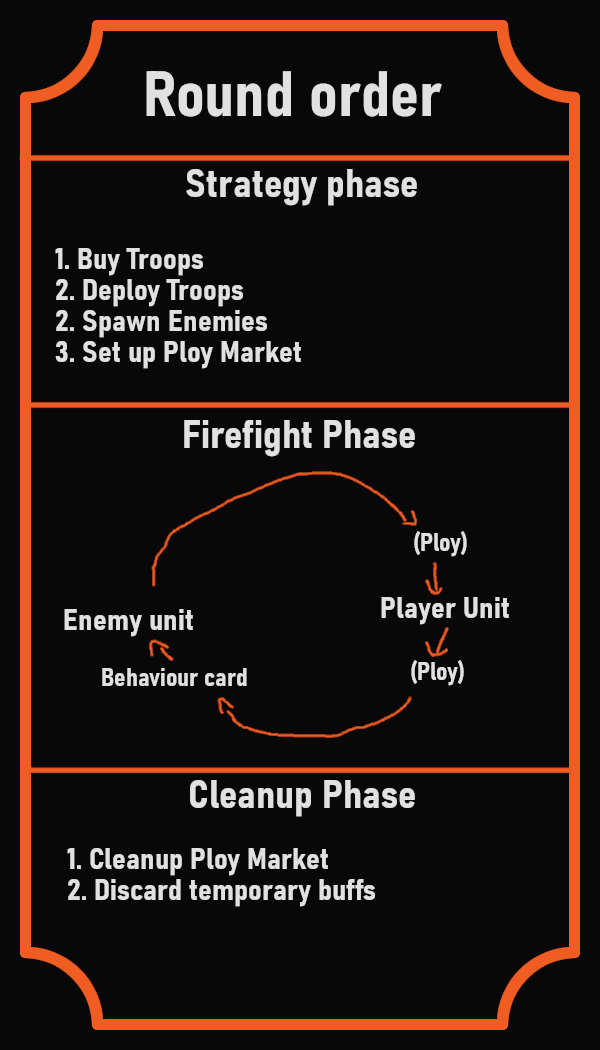 Round order
Strategy phase
1. Buy Troops
2. Deploy Troops
2. Spawn Enemies
3. Set up Ploy Market
Firefight Phase
(Ploy)
Player Unit
(Ploy)
Behaviour card
Enemy unit
Cleanup Phase
1. Cleanup Ploy Market
2. Discard temporary buffs